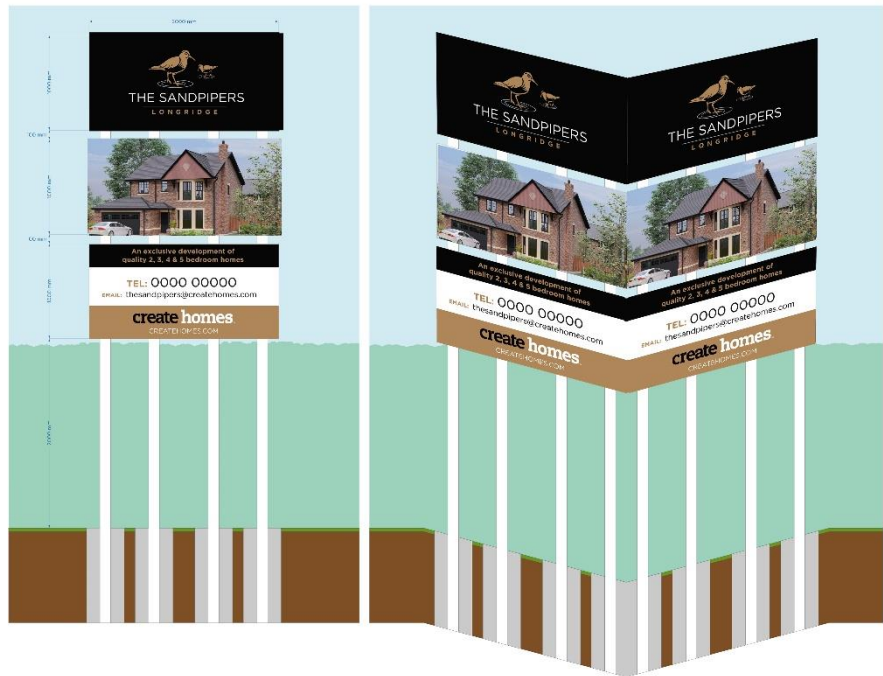 THE SANDPIPERS
LONGRIDGE
An exclusive development of
quality 2, 3, 4 & 5 bedroom homes
TEL: 0000 00000
EMAIL: thesandpipers@createhomes.com
create homes.
CREATEHOMES.COM
THE SANDPIPERS
LONGRIDGE
An exclusive development of
quality 2, 3, 4 & 5 bedroom homes
TEL: 0000 00000
EMAIL: thesandpipers@createhomes.com
create homes.
CREATEHOMES.COM
THE SANDPIPERS
LONGRIDGE
An exclusive development of
quality 2, 3, 4 & 5 bedroom homes
TEL: 0000 00000
EMAIL: thesandpipers@createhomes.com
create homes.
CREATEHOMES.COM